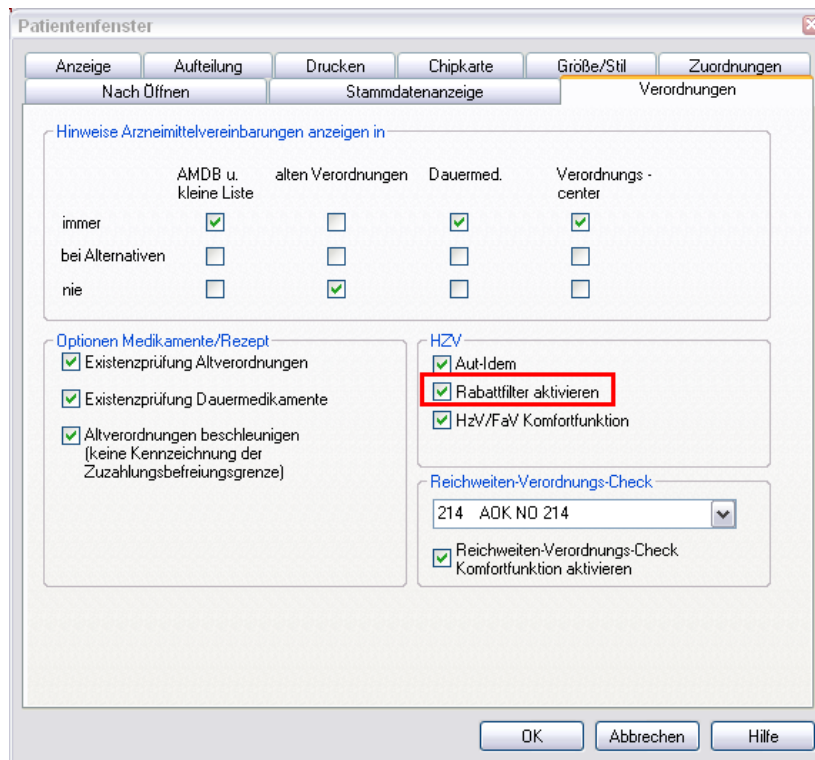 Patientenfenster
Anzeige Aufteilung Drucken Chipkarte Größe/Stil Zuordnungen
Nach Öffnen Stammdatenanzeige Verordnungen
Hinweise Arzneimittelvereinbarungen anzeigen in
AMDB u. alten Verordnungen Dauermed. Verordnungs -
kleine Liste center
immer
bei Alternativen
nie
Optionen Medikamente/Rezept
Existenzprüfung Altverordnungen
Existenzprüfung Dauermedikamente
Altverordnungen beschleunigen
(keine Kennzeichnung der
Zuzahlungsbefreiungsgrenze)
HZV
Aut-Idem
Rabattfilter aktivieren
HzV/FaV Komfortfunktion
Reichweiten-Verordnungs-Check
214 AOK NO 214
Reichweiten-Verordnungs-Check
Komfortfunktion aktivieren
OK Abbrechen Hilfe